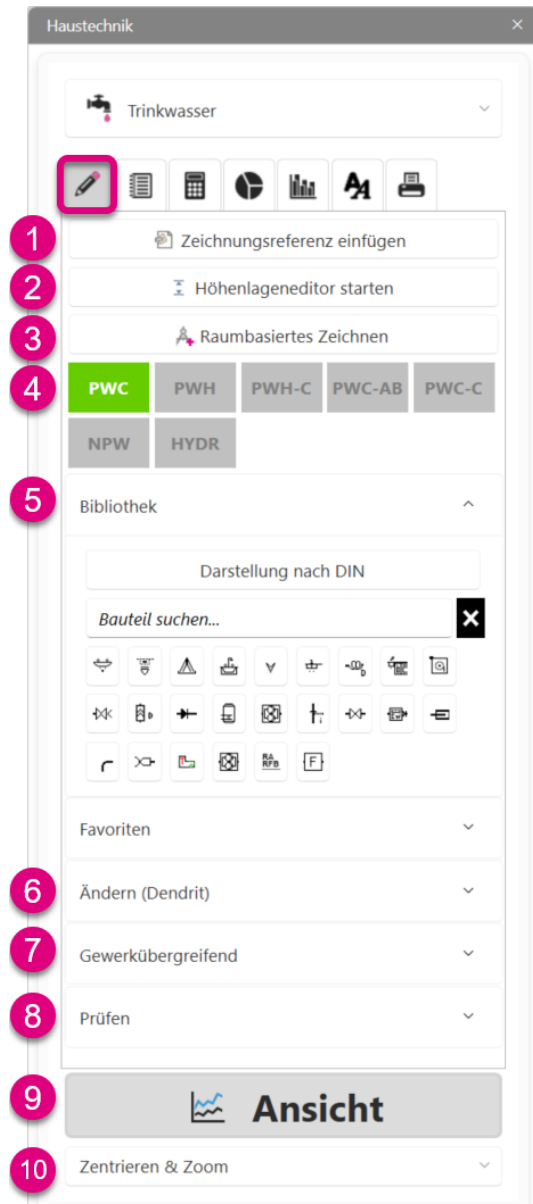 Haustechnik
Trinkwasser
1 Zeichnungsreferenz einfügen
2 Höhenlageneditor starten
3 Raumbasiertes Zeichnen
4 PWC PWH PWH-C PWC-AB PWC-C
NPW HYDR
5 Bibliothek
Darstellung nach DIN
Bauteil suchen...
RA
RFB
F
Favoriten
6 Ändern (Dendrit)
7 Gewerkübergreifend
8 Prüfen
9 Ansicht
10 Zentrieren & Zoom